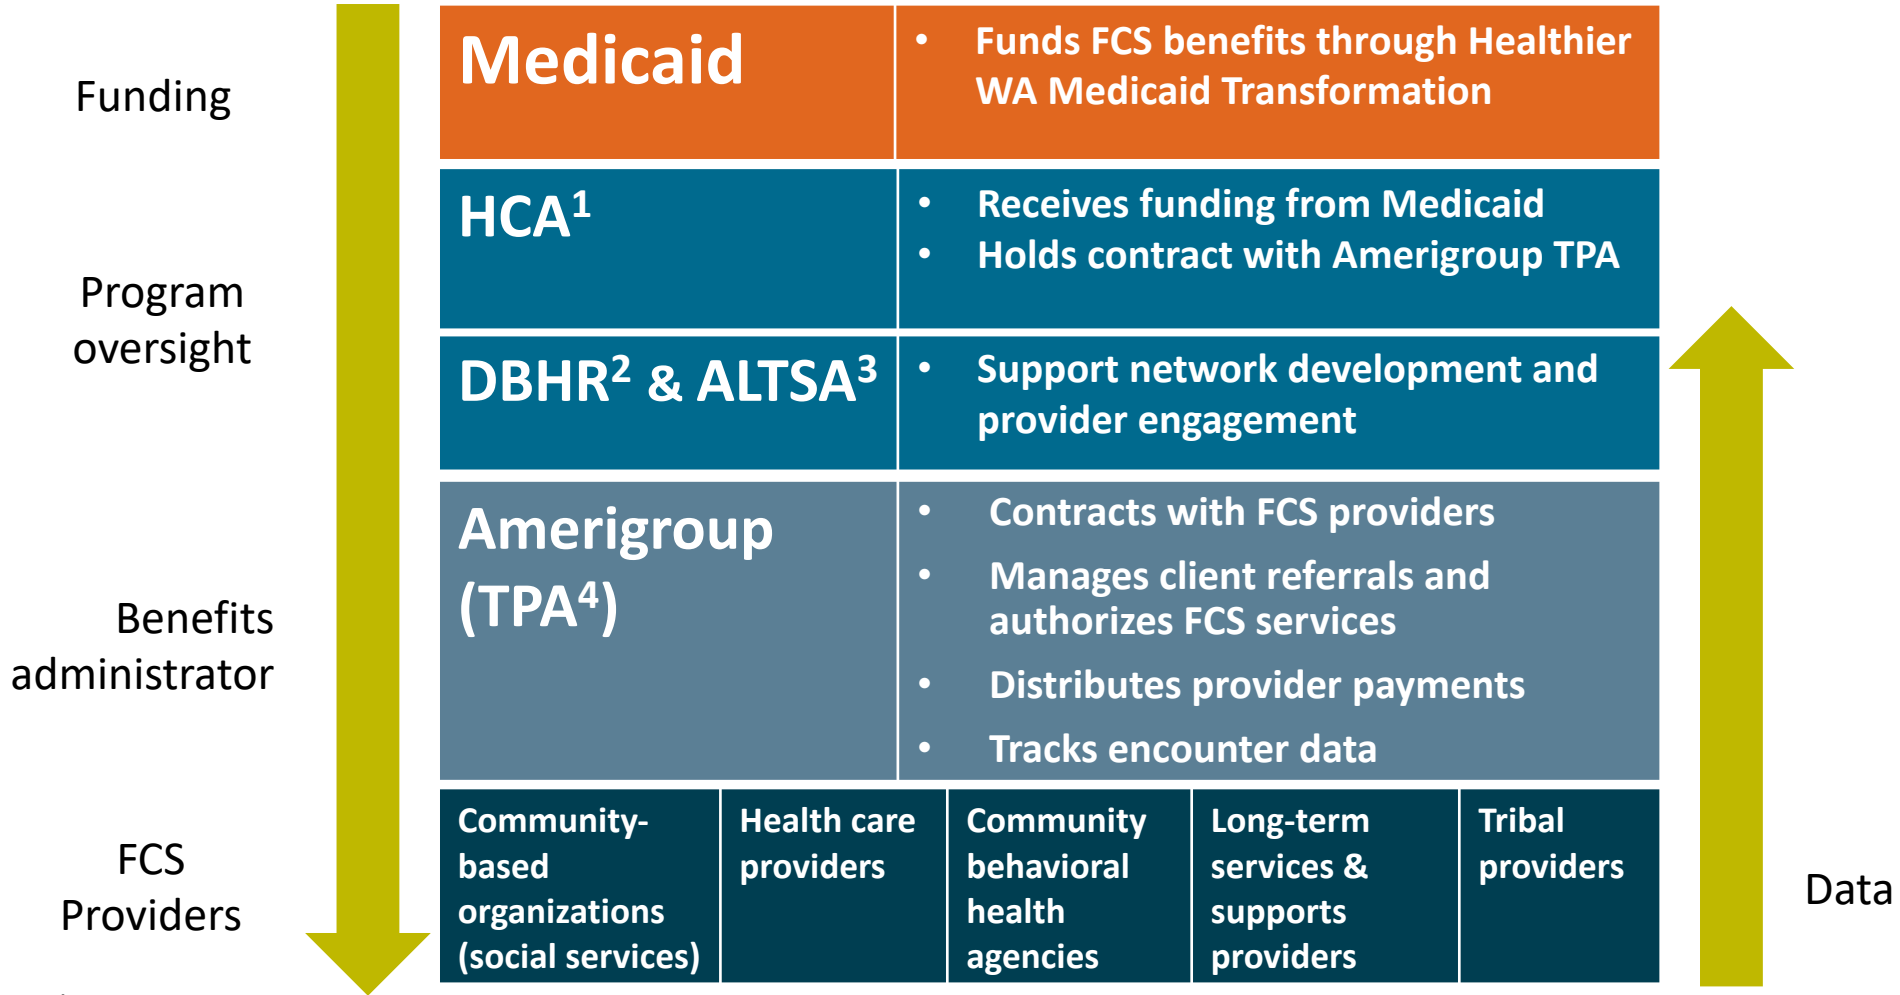 Funding
Medicaid
• Funds FCS benefits through Healthier
WA Medicaid Transformation
Program
oversight
HCA¹
• Receives funding from Medicaid
• Holds contract with Amerigroup TPA
DBHR² & ALTSA³
• Support network development and
provider engagement
Benefits
administrator
Amerigroup
(TPA⁴)
• Contracts with FCS providers
• Manages client referrals and
authorizes FCS services
• Distributes provider payments
• Tracks encounter data
FCS
Providers
Community-
based
organizations
(social services)
Health care
providers
Community
behavioral
health
agencies
Long-term
services &
supports
providers
Tribal
providers
Data